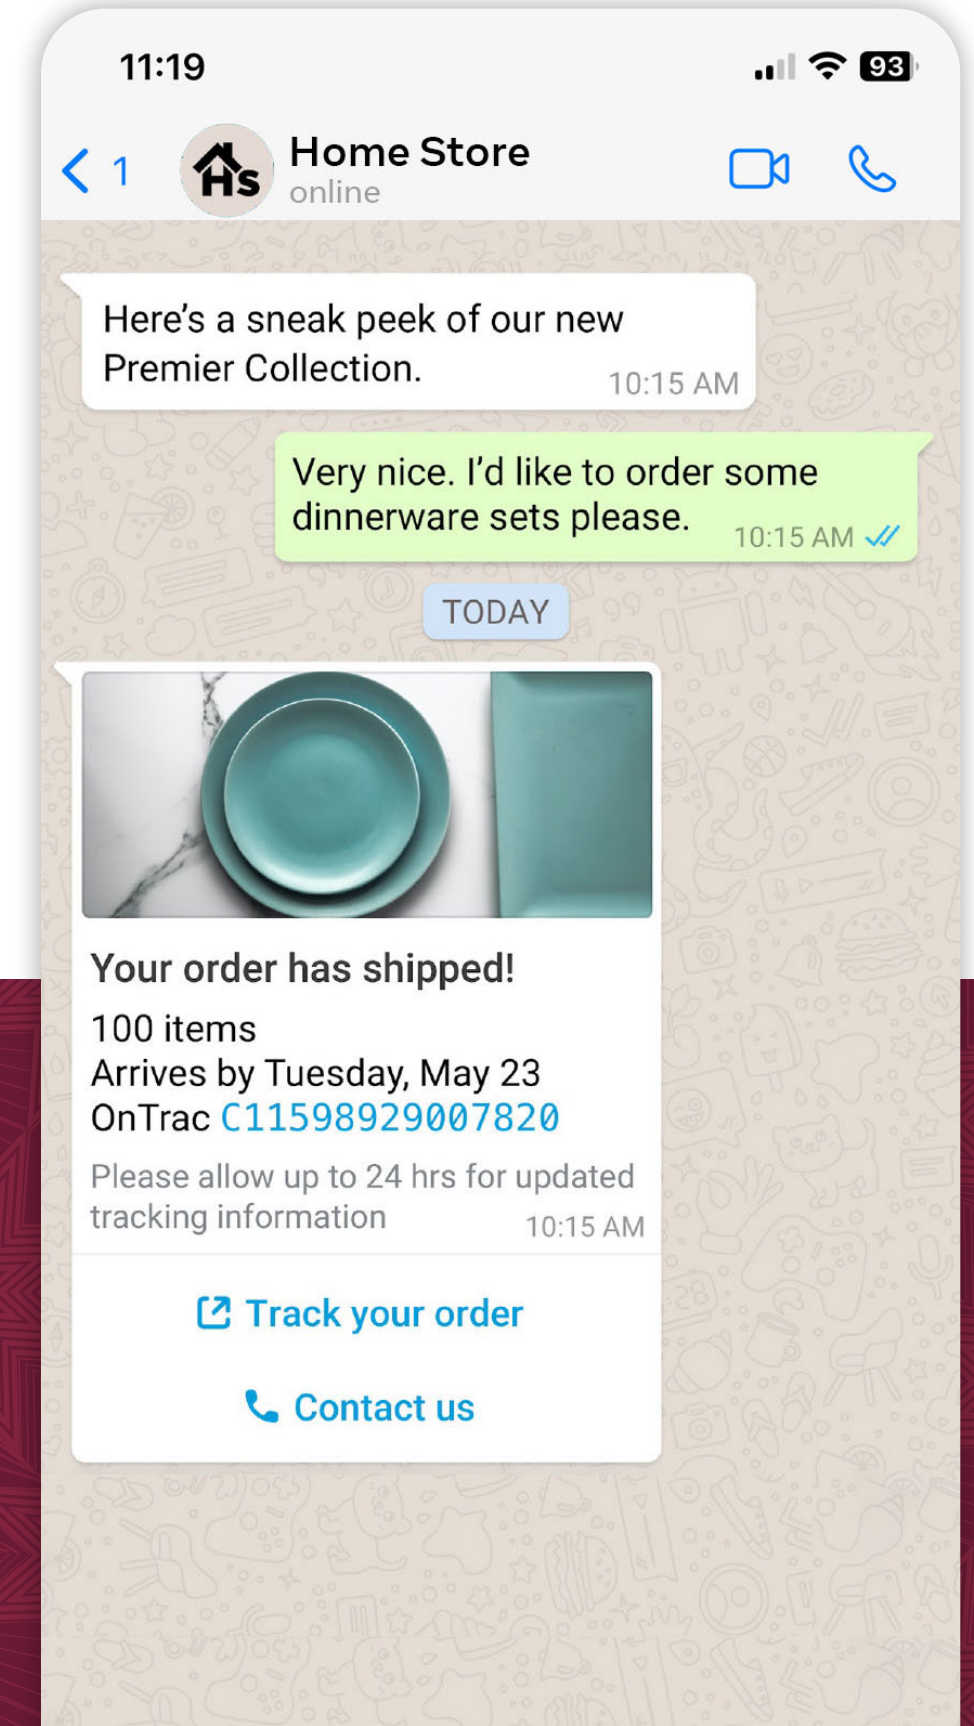 11:19
93
1
Hs
Home Store
online
Here's a sneak peek of our new
Premier Collection.
10:15 AM
Very nice. I'd like to order some
dinnerware sets please.
10:15 AM
TODAY
Your order has shipped!
100 items
Arrives by Tuesday, May 23
OnTrac C11598929007820
Please allow up to 24 hrs for updated
tracking information
10:15 AM
Track your order
Contact us